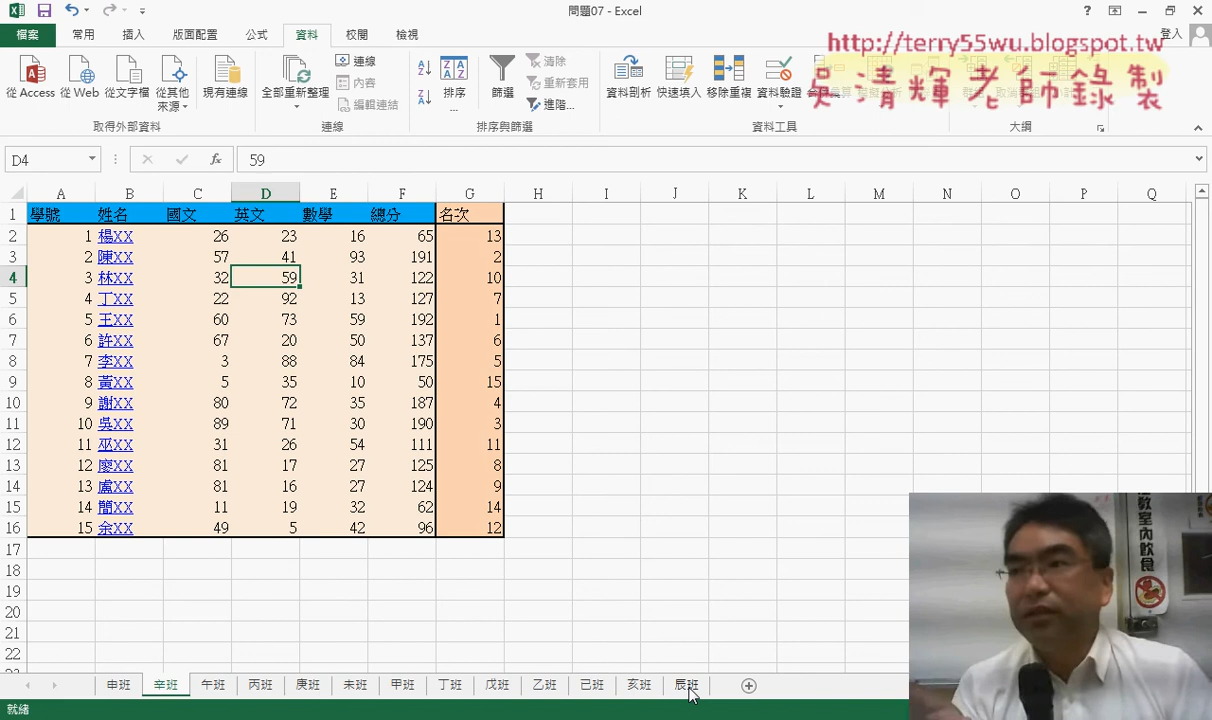 問題07 - Excel
檔案 常用 插入 版面配置 公式 資料 校閱 檢視 登入
http://terry55wu.blogspot.tw
吳清輝老師錄製
從 Access 從 Web 從文字檔 從其他來源 現有連線 全部重新整理 連線 內容 編輯連結 排序... 篩選 清除 重新套用 進階... 資料剖析 快速填入 移除重複 資料驗證
取得外部資料 連線 排序與篩選 資料工具 大綱
D4 fx 59
A B C D E F G H I J K L M N O P Q
1 學號 姓名 國文 英文 數學 總分 名次
2 1 楊XX 26 23 16 65 13
3 2 陳XX 57 41 93 191 2
4 3 林XX 32 59 31 122 10
5 4 丁XX 22 92 13 127 7
6 5 王XX 60 73 59 192 1
7 6 許XX 67 20 50 137 6
8 7 李XX 3 88 84 175 5
9 8 黃XX 5 35 10 50 15
10 9 謝XX 80 72 35 187 4
11 10 吳XX 89 71 30 190 3
12 11 巫XX 31 26 54 111 11
13 12 廖XX 81 17 27 125 8
14 13 盧XX 81 16 27 124 9
15 14 簡XX 11 19 32 62 14
16 15 余XX 49 5 42 96 12
17
18
19
20
21
22
教室內飲食
申班 辛班 午班 丙班 庚班 未班 甲班 丁班 戊班 乙班 己班 亥班 辰班
就緒